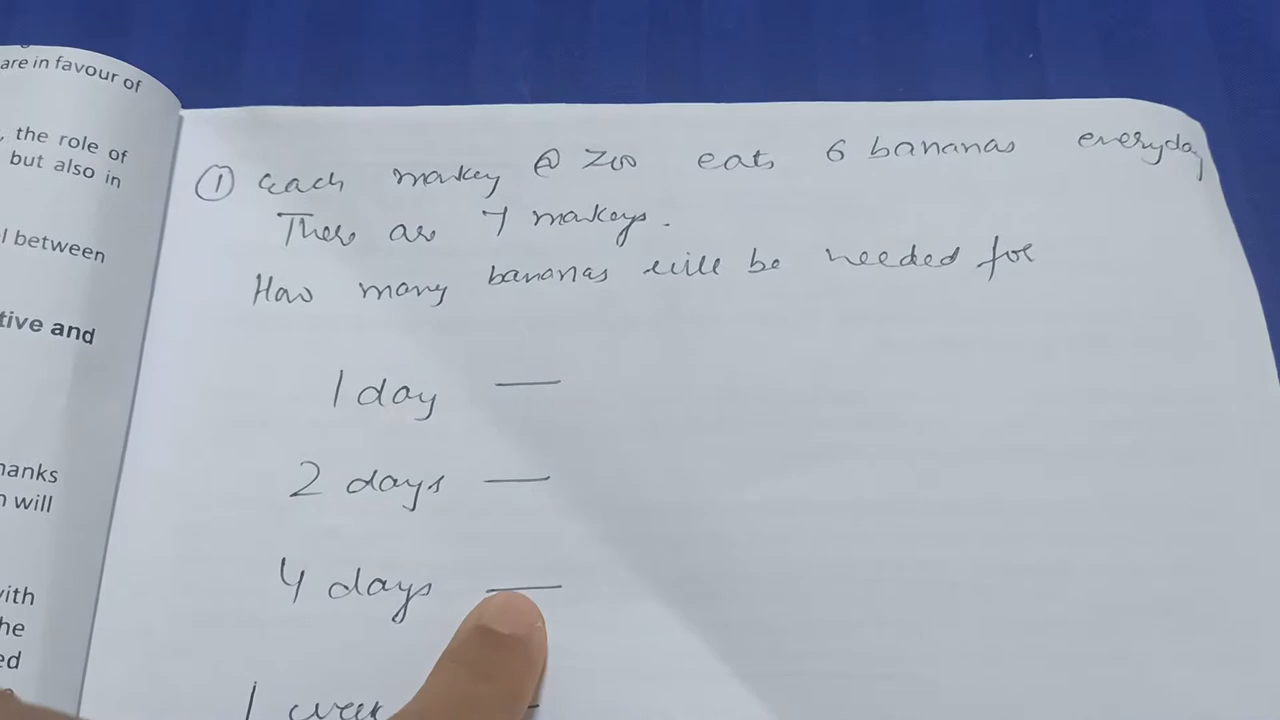 are in favour of
, the role of
but also in
l between
tive and
hanks
n will
vith
he
ed
① Each monkey @ Zoo eats 6 bananas everyday
There are 7 monkeys.
How many bananas will be needed for
1 day —
2 days —
4 days —
1 week